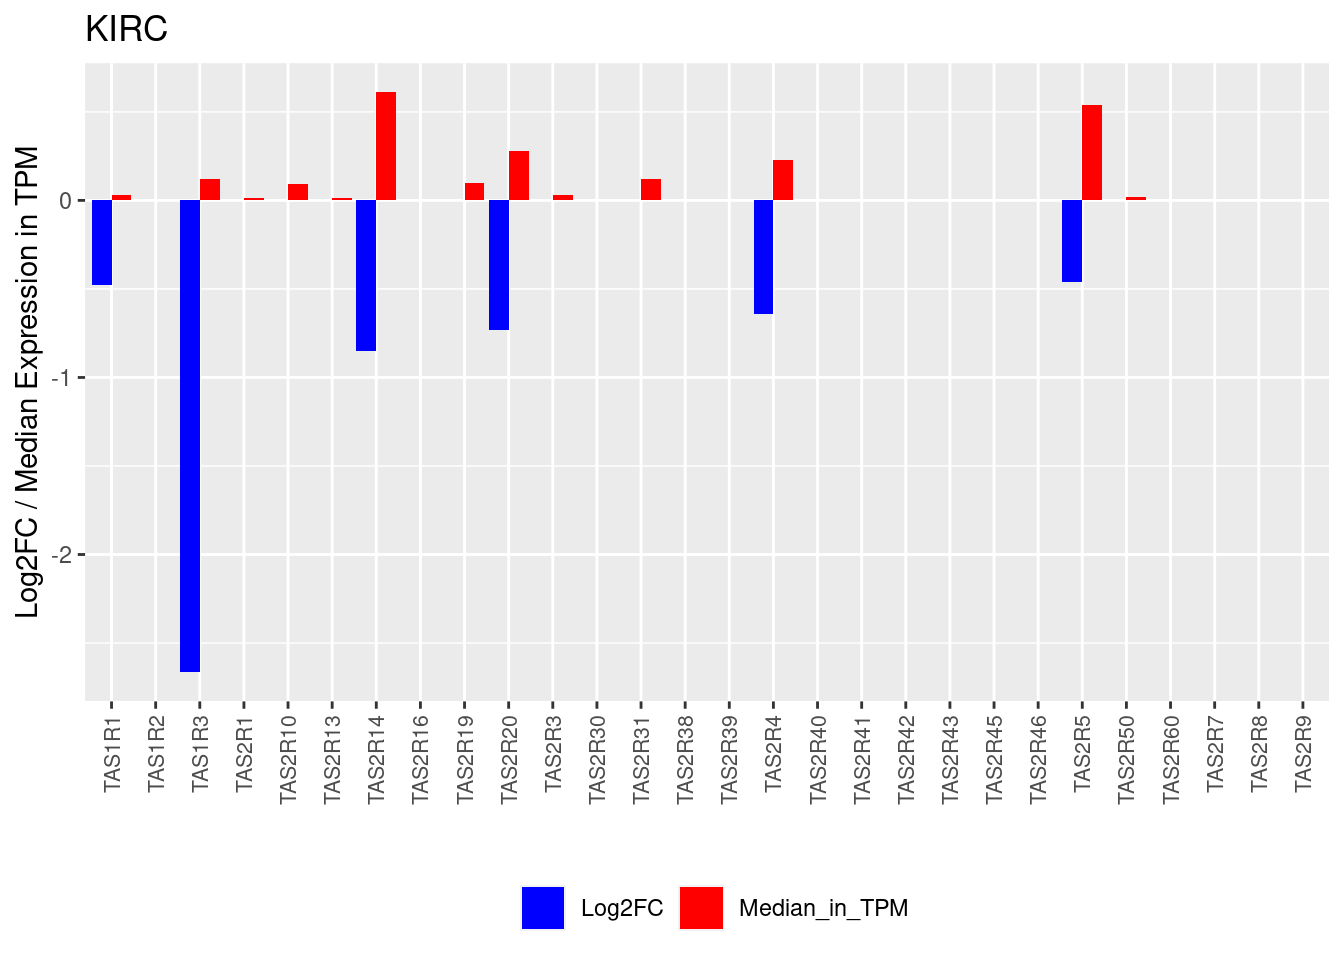 KIRC
Log2FC / Median Expression in TPM
0
-1
-2
TAS1R1
TAS1R2
TAS1R3
TAS2R1
TAS2R10
TAS2R13
TAS2R14
TAS2R16
TAS2R19
TAS2R20
TAS2R3
TAS2R30
TAS2R31
TAS2R38
TAS2R39
TAS2R4
TAS2R40
TAS2R41
TAS2R42
TAS2R43
TAS2R45
TAS2R46
TAS2R5
TAS2R50
TAS2R60
TAS2R7
TAS2R8
TAS2R9
Log2FC
Median_in_TPM